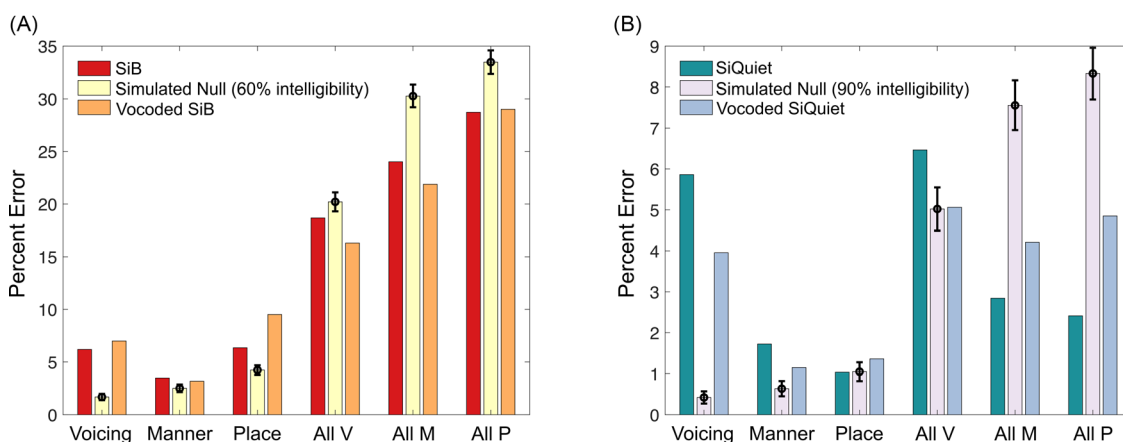 (A)
35
30
25
20
15
10
5
0
Percent Error
SiB
Simulated Null (60% intelligibility)
Vocoded SiB
Voicing Manner Place All V All M All P
(B)
9
8
7
6
5
4
3
2
1
0
Percent Error
SiQuiet
Simulated Null (90% intelligibility)
Vocoded SiQuiet
Voicing Manner Place All V All M All P